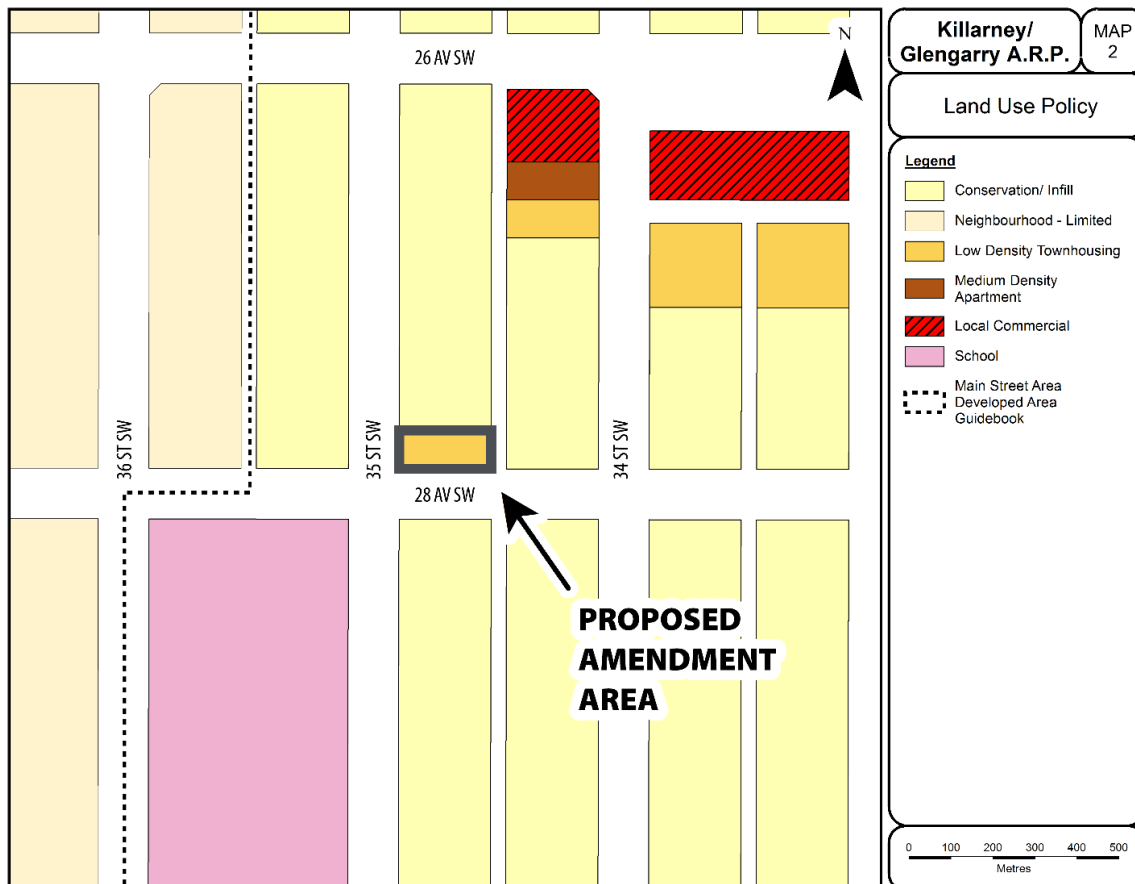 Killarney/
Glengarry A.R.P.
MAP
2
Land Use Policy
Legend
Conservation/ Infill
Neighbourhood - Limited
Low Density Townhousing
Medium Density
Apartment
Local Commercial
School
Main Street Area
Developed Area
Guidebook
26 AV SW
N
36 ST SW
35 ST SW
34 ST SW
28 AV SW
PROPOSED
AMENDMENT
AREA
0 100 200 300 400 500
Metres